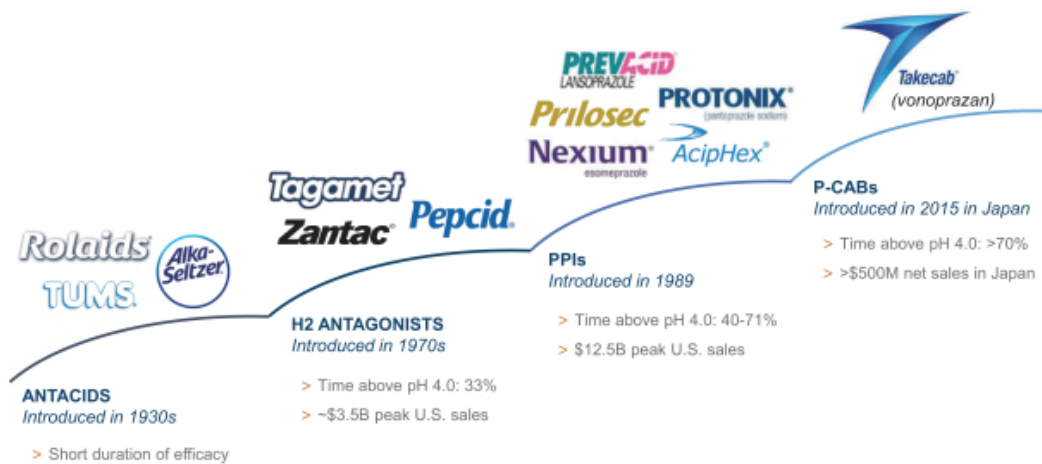 Rolaids®
TUMS®
Alka-
Seltzer®
ANTACIDS
Introduced in 1930s
> Short duration of efficacy
Tagamet
Zantac®
Pepcid®
H2 ANTAGONISTS
Introduced in 1970s
> Time above pH 4.0: 33%
> ~$3.5B peak U.S. sales
PREVACID®
LANSOPRAZOLE
Prilosec
PROTONIX®
(pantoprazole sodium)
Nexium®
esomeprazole
AcipHex®
PPIs
Introduced in 1989
> Time above pH 4.0: 40-71%
> $12.5B peak U.S. sales
Takecab®
(vonoprazan)
P-CABs
Introduced in 2015 in Japan
> Time above pH 4.0: >70%
> >$500M net sales in Japan